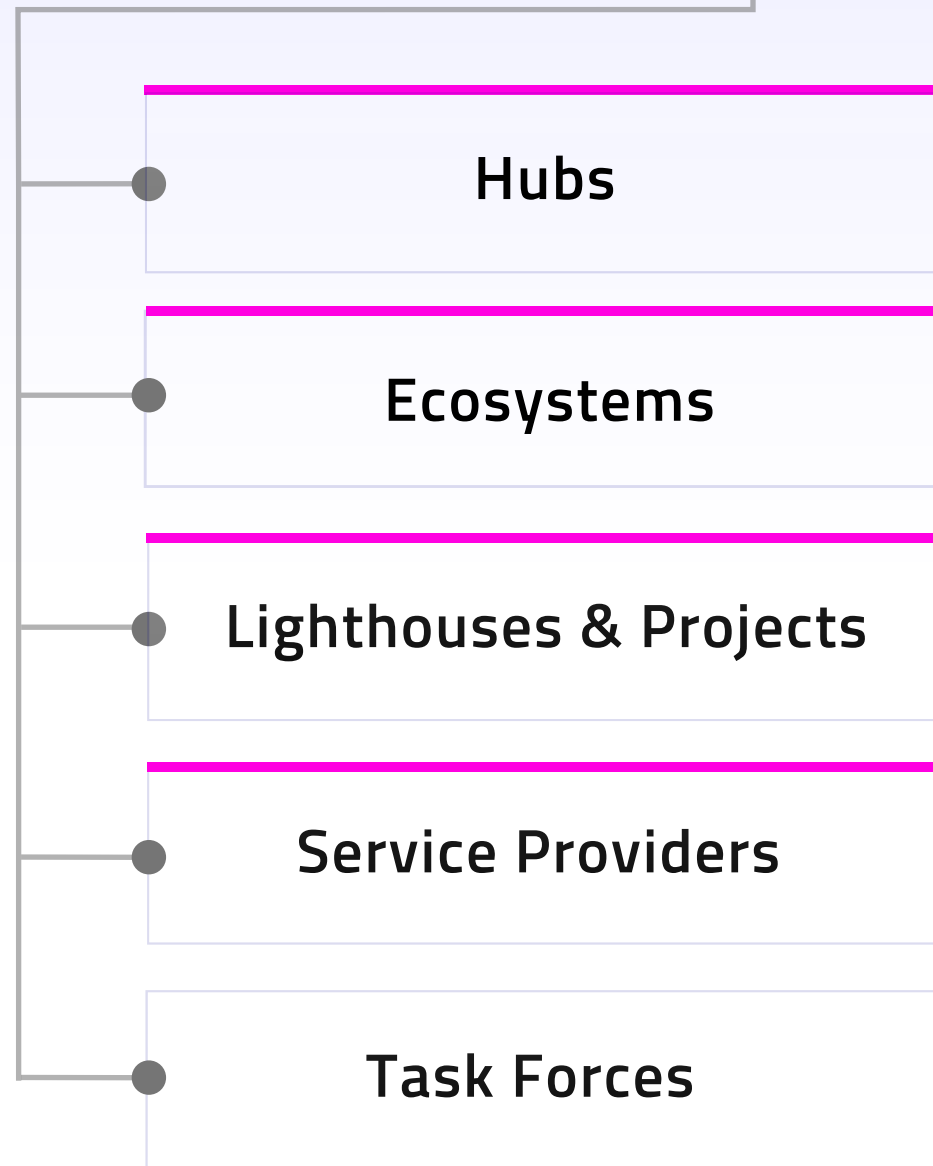 Hubs
Ecosystems
Lighthouses & Projects
Service Providers
Task Forces